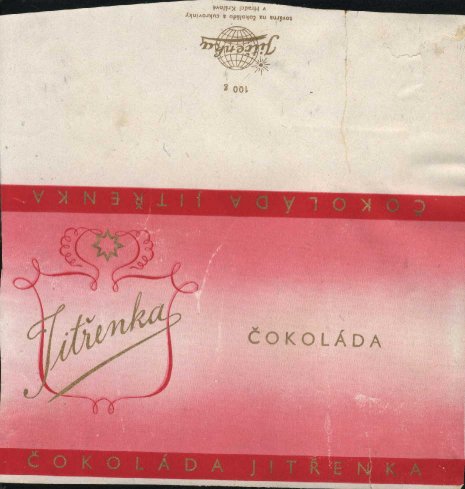 továrna na čokoládu a cukrovinky
v Hradci Králové
Jitřenka
100 g
ČOKOLÁDA JITŘENKA
Jitřenka
ČOKOLÁDA
ČOKOLÁDA JITŘENKA